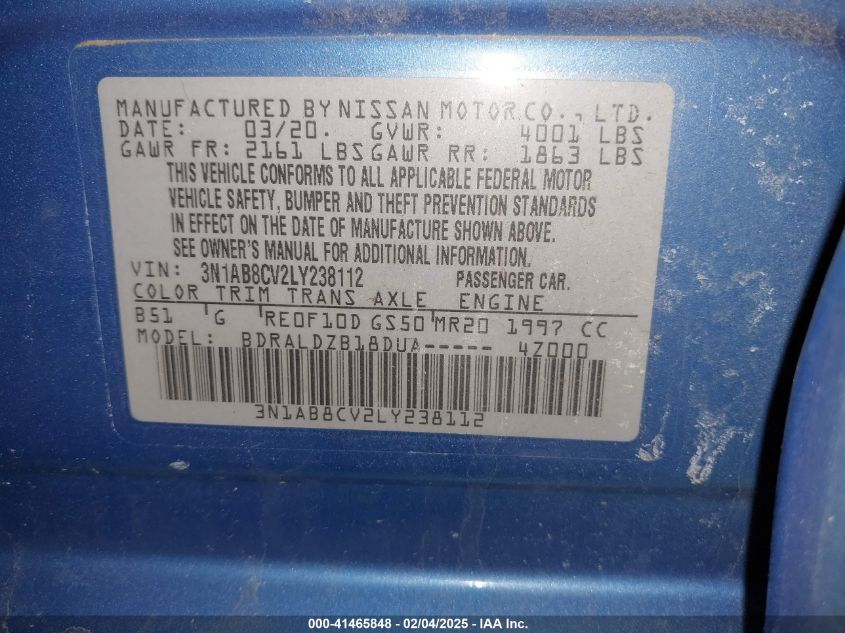 MANUFACTURED BY NISSAN MOTOR CO., LTD.
DATE: 03/20. GVWR: 4001 LBS
GAWR FR: 2161 LBS GAWR RR: 1863 LBS
THIS VEHICLE CONFORMS TO ALL APPLICABLE FEDERAL MOTOR
VEHICLE SAFETY, BUMPER AND THEFT PREVENTION STANDARDS
IN EFFECT ON THE DATE OF MANUFACTURE SHOWN ABOVE.
SEE OWNER'S MANUAL FOR ADDITIONAL INFORMATION.
VIN: 3N1AB8CV2LY238112 PASSENGER CAR.
COLOR TRIM TRANS AXLE ENGINE
B51 G RE0F10D GS50 MR20 1997 CC
MODEL: BDRALDZB18DUA----- 4Z000
3N1AB8CV2LY238112
000-41465848 - 02/04/2025 - IAA Inc.